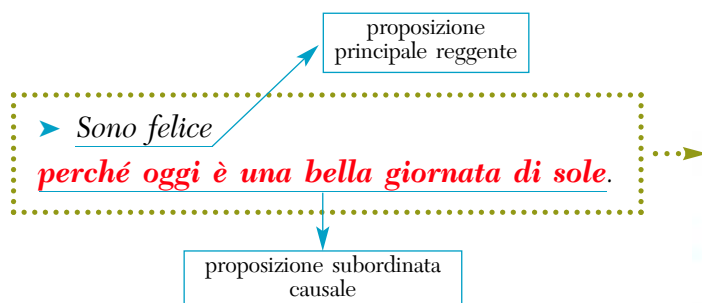 proposizione
principale reggente
Sono felice
perché oggi è una bella giornata di sole.
proposizione subordinata
causale